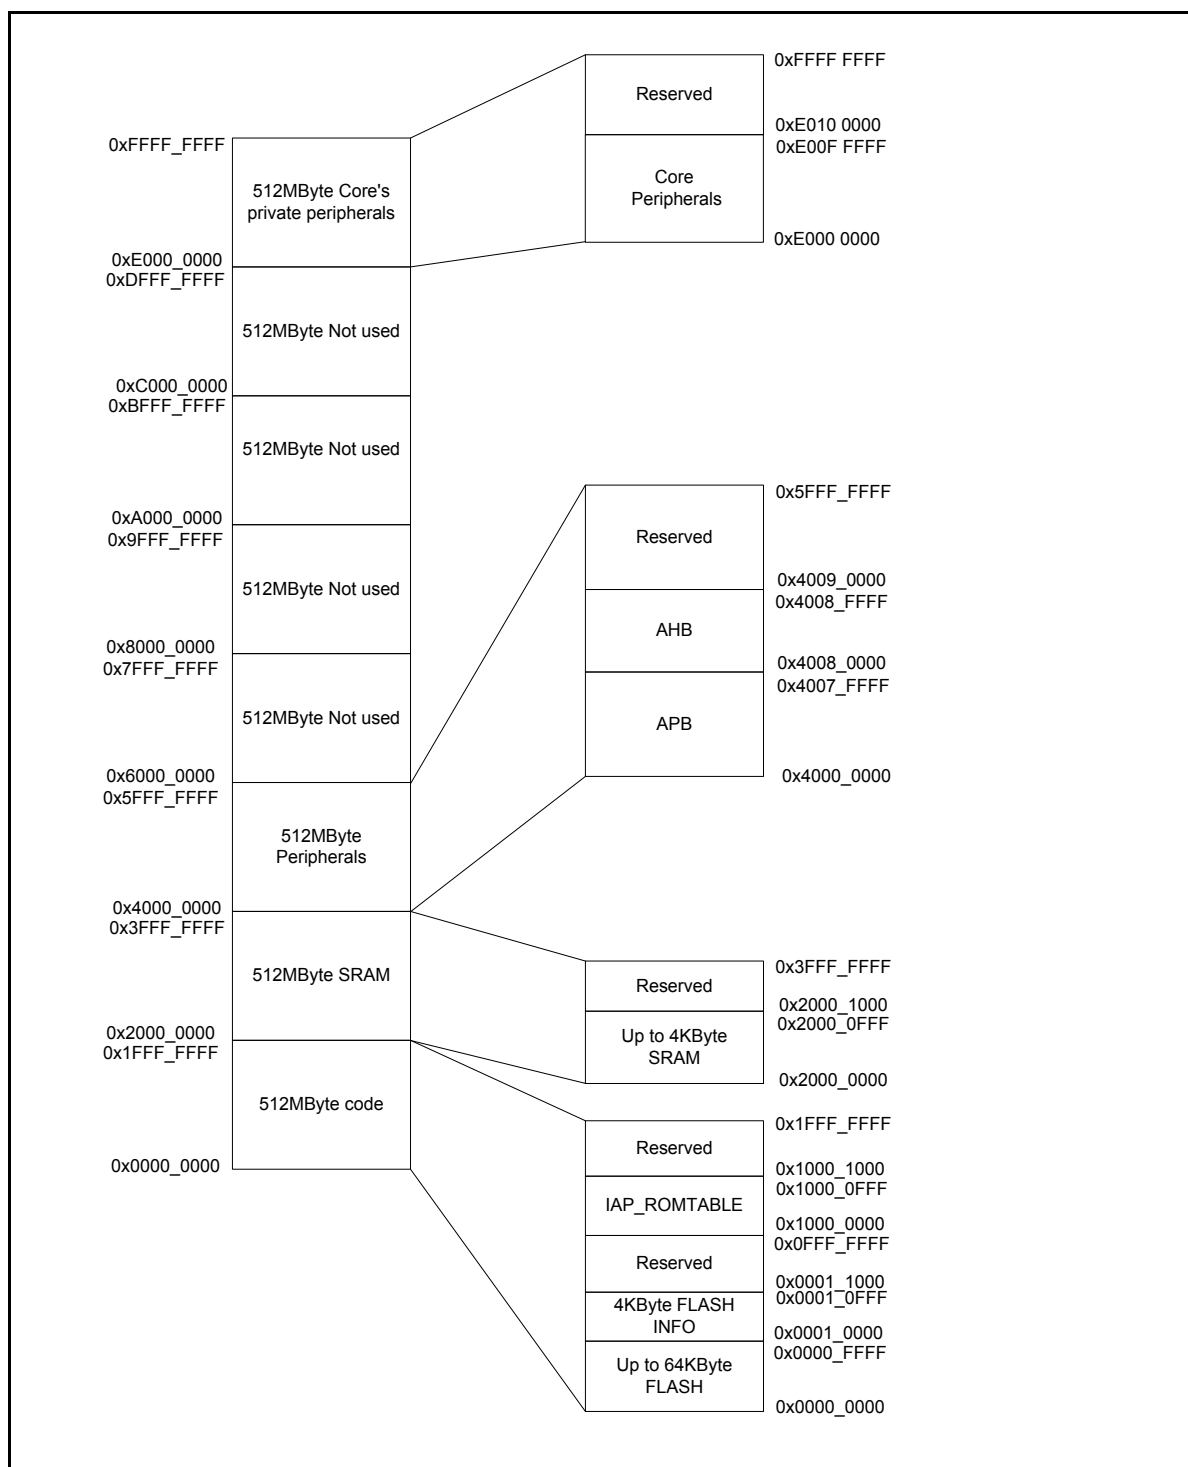 0xFFFF_FFFF
512MByte Core's
private peripherals
0xE000_0000
0xDFFF_FFFF
512MByte Not used
0xC000_0000
0xBFFF_FFFF
512MByte Not used
0xA000_0000
0x9FFF_FFFF
512MByte Not used
0x8000_0000
0x7FFF_FFFF
512MByte Not used
0x6000_0000
0x5FFF_FFFF
512MByte
Peripherals
0x4000_0000
0x3FFF_FFFF
512MByte SRAM
0x2000_0000
0x1FFF_FFFF
512MByte code
0x0000_0000
0xFFFF FFFF
Reserved
0xE010 0000
0xE00F FFFF
Core
Peripherals
0xE000 0000
0x5FFF_FFFF
Reserved
0x4009_0000
0x4008_FFFF
AHB
0x4008_0000
0x4007_FFFF
APB
0x4000_0000
0x3FFF_FFFF
Reserved
0x2000_1000
0x2000_0FFF
Up to 4KByte
SRAM
0x2000_0000
0x1FFF_FFFF
Reserved
0x1000_1000
0x1000_0FFF
IAP_ROMTABLE
0x1000_0000
0x0FFF_FFFF
Reserved
0x0001_1000
0x0001_0FFF
4KByte FLASH
INFO
0x0001_0000
0x0000_FFFF
Up to 64KByte
FLASH
0x0000_0000